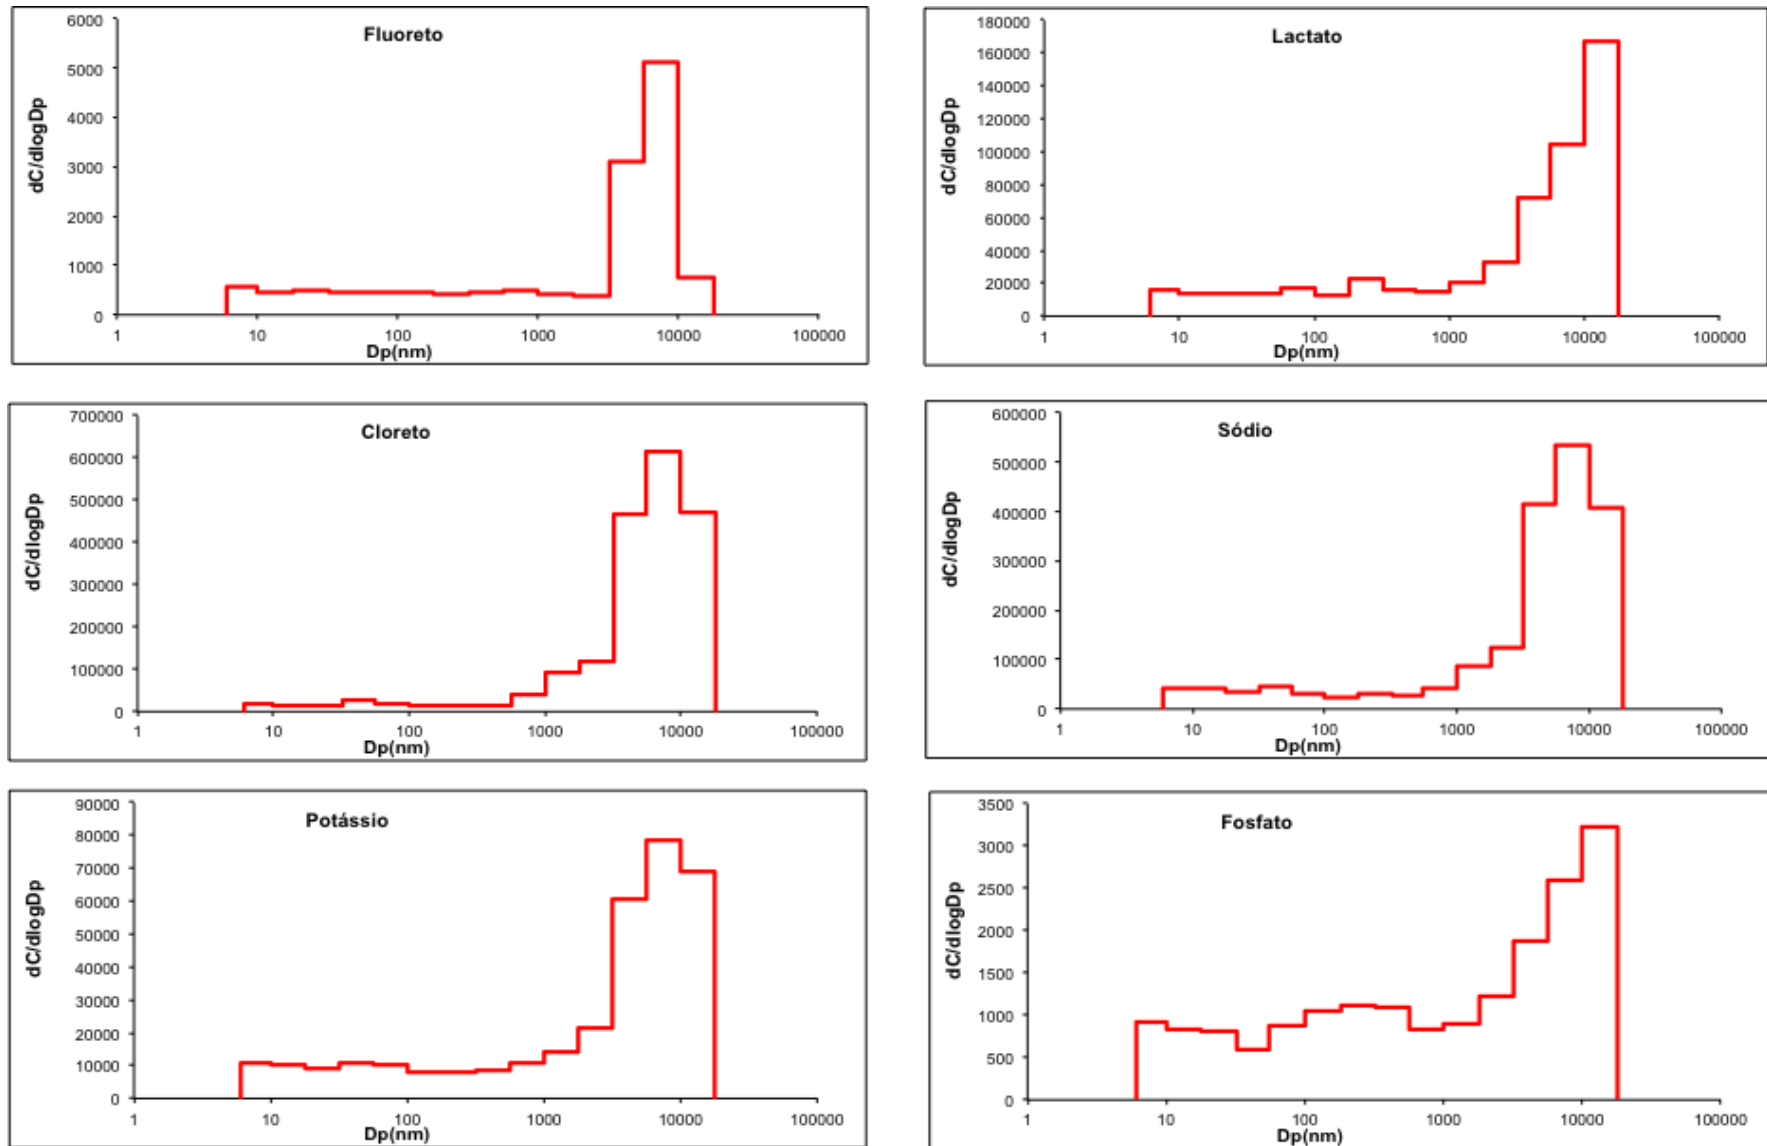 Fluoreto
dC/dlogDp
6000
5000
4000
3000
2000
1000
0
1 10 100 1000 10000 100000
Dp(nm)
Lactato
dC/dlogDp
180000
160000
140000
120000
100000
80000
60000
40000
20000
0
1 10 100 1000 10000 100000
Dp(nm)
Cloreto
dC/dlogDp
700000
600000
500000
400000
300000
200000
100000
0
1 10 100 1000 10000 100000
Dp(nm)
Sódio
dC/dlogDp
600000
500000
400000
300000
200000
100000
0
1 10 100 1000 10000 100000
Dp(nm)
Potássio
dC/dlogDp
90000
80000
70000
60000
50000
40000
30000
20000
10000
0
1 10 100 1000 10000 100000
Dp(nm)
Fosfato
dC/dlogDp
3500
3000
2500
2000
1500
1000
500
0
1 10 100 1000 10000 100000
Dp(nm)